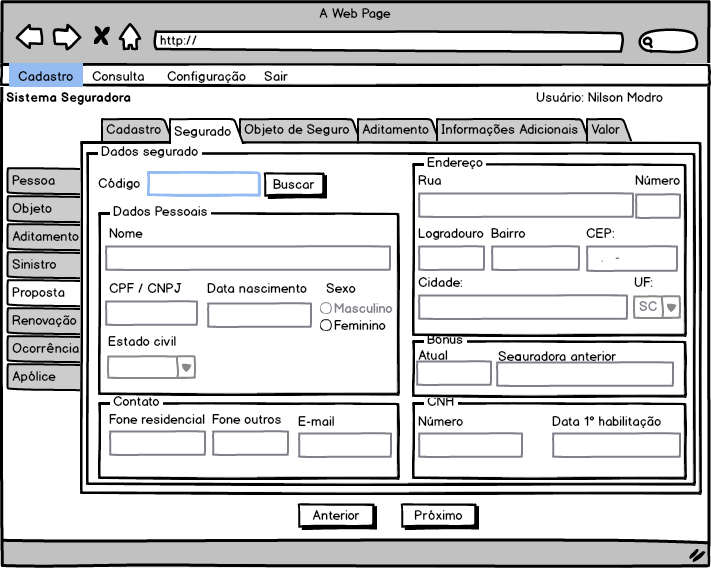 A Web Page
http://
Cadastro Consulta Configuração Sair
Sistema Seguradora Usuário: Nilson Modro
Cadastro Segurado Objeto de Seguro Aditamento Informações Adicionais Valor
Pessoa
Objeto
Aditamento
Sinistro
Proposta
Renovação
Ocorrência
Apólice
Dados segurado
Código Buscar
Dados Pessoais
Nome
CPF / CNPJ Data nascimento Sexo
Masculino
Feminino
Estado civil
Contato
Fone residencial Fone outros E-mail
Endereço
Rua Número
Logradouro Bairro CEP:
. -
Cidade: UF:
SC
Bonus
Atual Seguradora anterior
CNH
Número Data 1º habilitação
Anterior Próximo